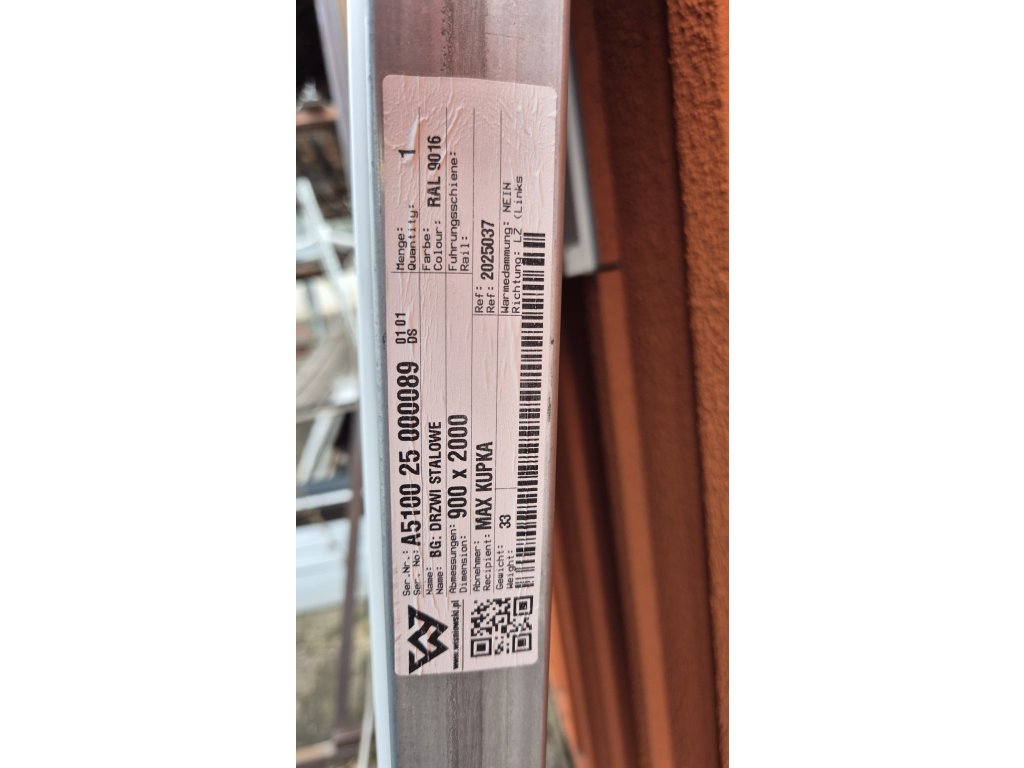 Ser.Nr.:
Ser. No: A5100 25 000089 01 01
DS
Menge:
Quantity: 1
Name:
Name: BG: DRZWI STALOWE
Farbe:
Colour: RAL 9016
Abmessungen:
Dimension: 900 x 2000
Fuhrungsschiene:
Rail:
Abnehmer:
Recipient: MAX KUPKA
Ref:
Ref: 2025037
Gewicht:
Weight: 33
Warmedammung: NEIN
Richtung: LZ (Links
www.wisniowski.pl